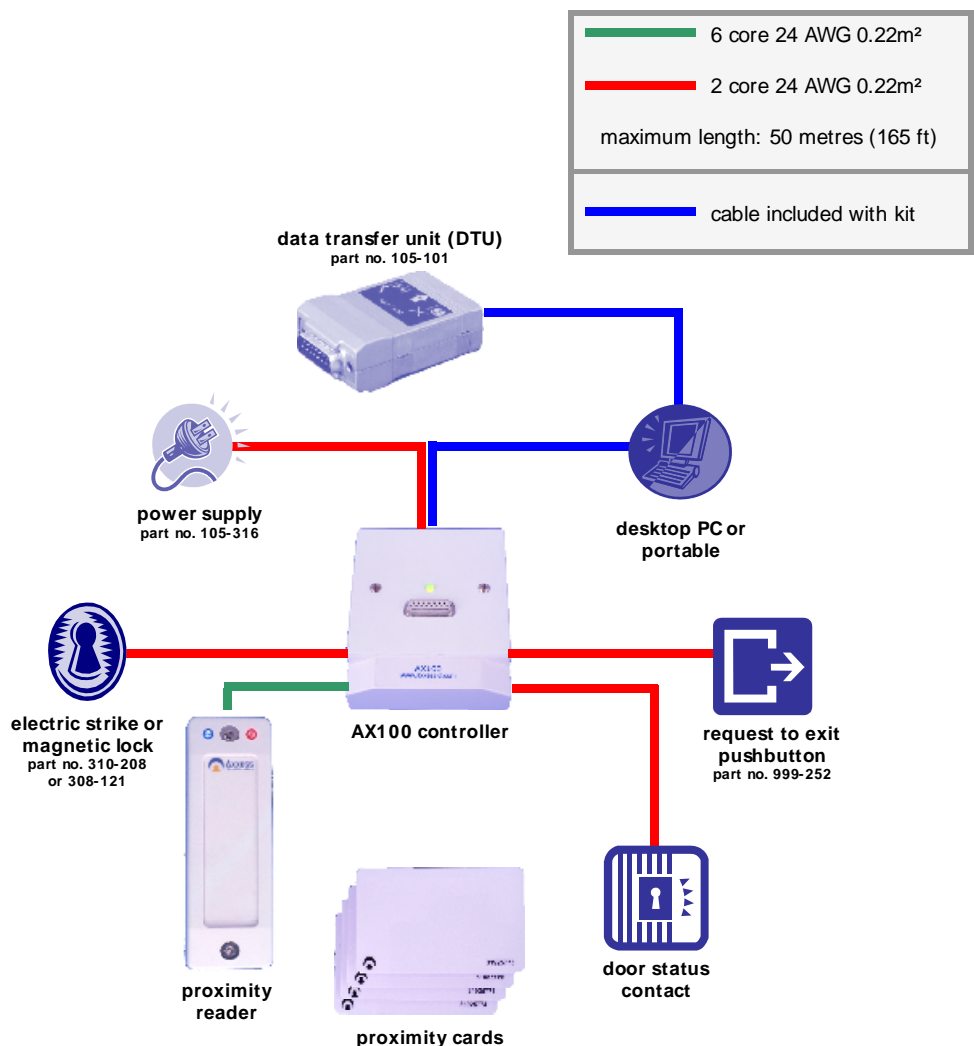 6 core 24 AWG 0.22m²
2 core 24 AWG 0.22m²
maximum length: 50 metres (165 ft)
cable included with kit
data transfer unit (DTU)
part no. 105-101
power supply
part no. 105-316
desktop PC or
portable
AX100
AX100 controller
electric strike or
magnetic lock
part no. 310-208
or 308-121
request to exit
pushbutton
part no. 999-252
proximity
reader
door status
contact
proximity cards